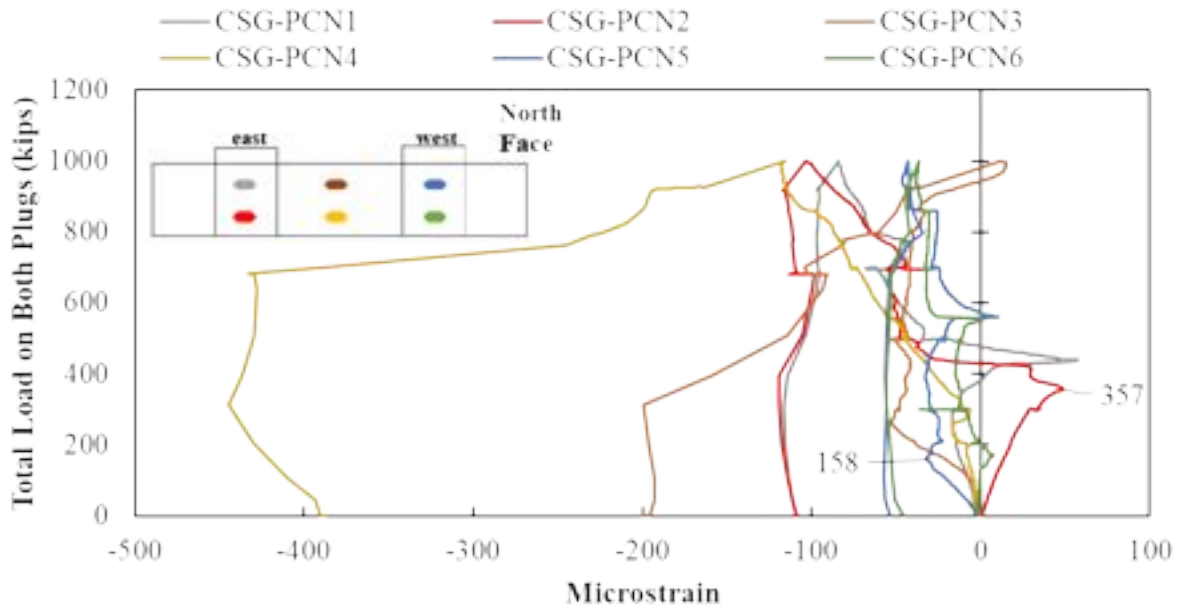 CSG-PCN1 CSG-PCN2 CSG-PCN3
CSG-PCN4 CSG-PCN5 CSG-PCN6
Total Load on Both Plugs (kips)
1200
1000
800
600
400
200
0
North
Face
east west
357
158
-500 -400 -300 -200 -100 0 100
Microstrain